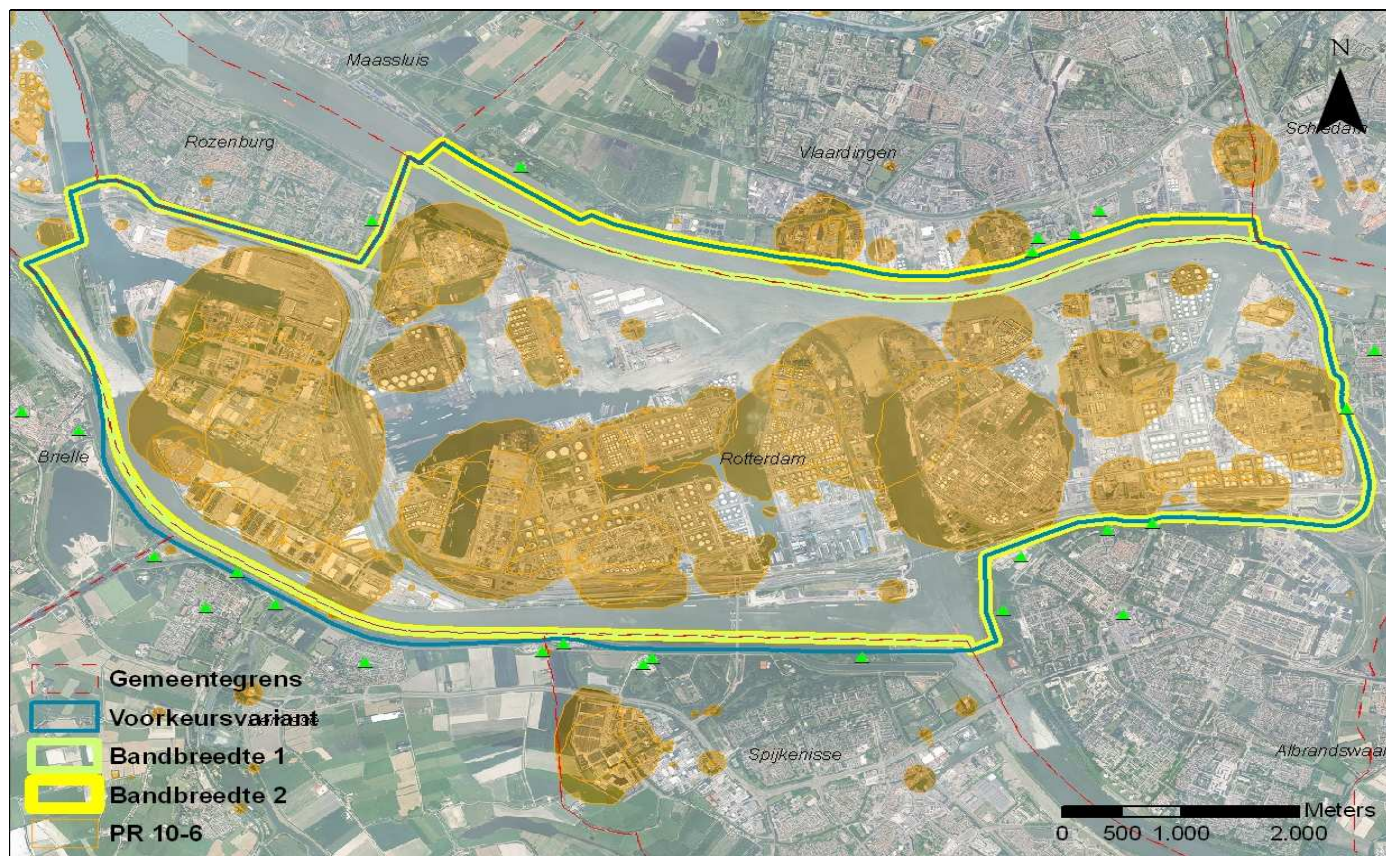 Maassluis
N
Rozenburg
Schiedam
Vlaardingen
Brielle
Rotterdam
Gemeentegrens
Voorkeursvariant
Bandbreedte 1
Bandbreedte 2
PR 10-6
Spijkenisse
Albrandswaar
Meters
0 500 1.000 2.000